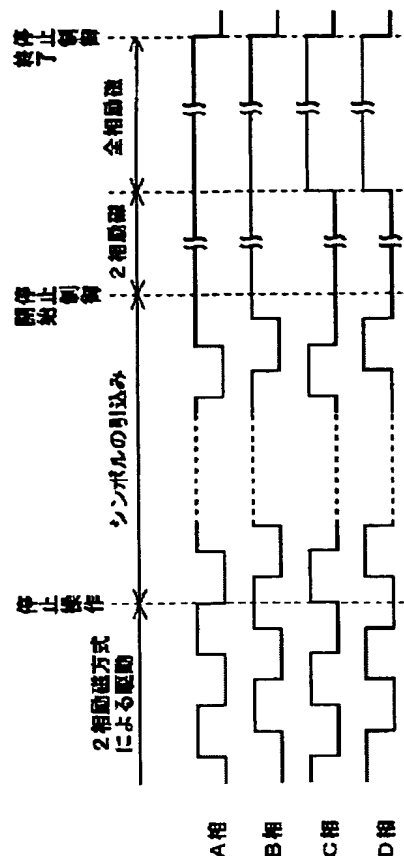 停止操作
停止制御
開始
停止制御
終了
2相励磁方式
による駆動
シンボルの引込み
2相励磁
全相励磁
A相
B相
C相
D相